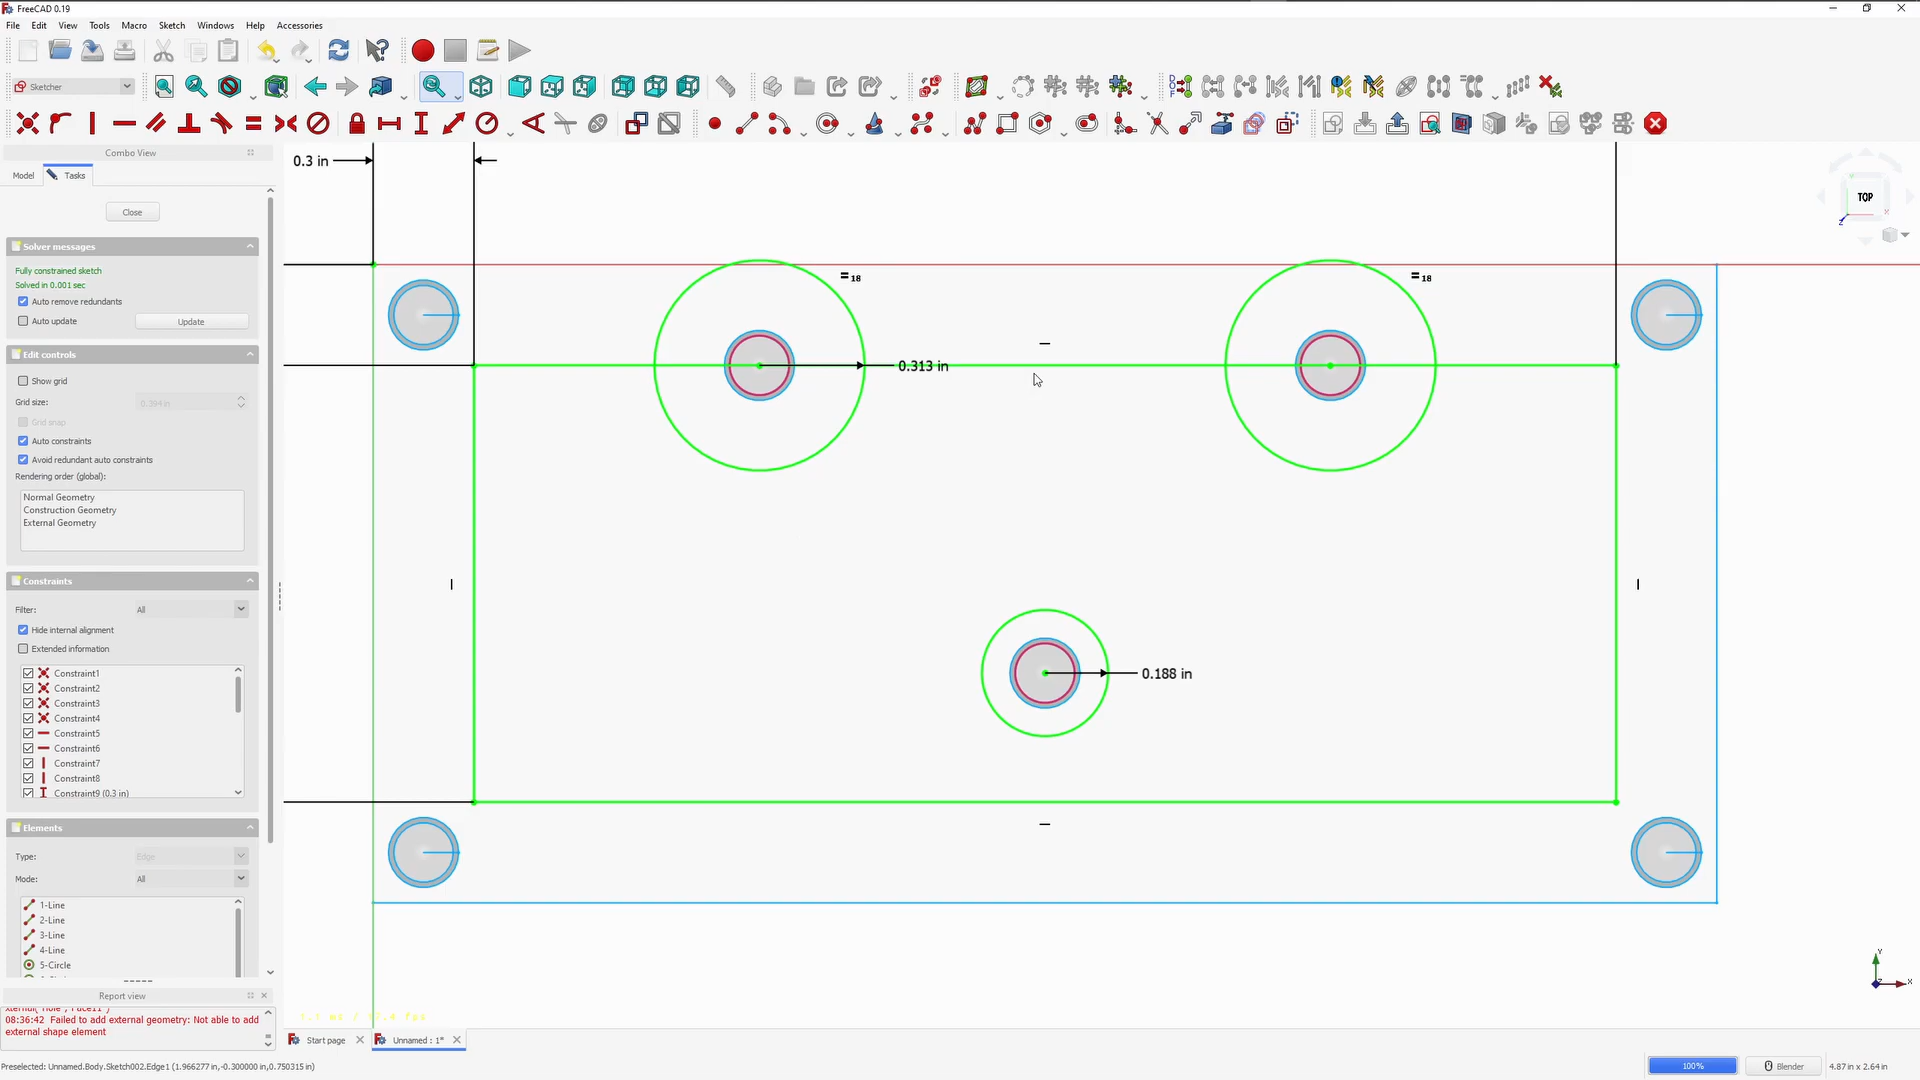 FreeCAD 0.19
File Edit View Tools Macro Sketch Windows Help Accessories
Sketcher
Combo View
Model Tasks
Close
Solver messages
Fully constrained sketch
Solved in 0.001 sec
Auto remove redundants
Auto update Update
Edit controls
Show grid
Grid size: 0.394 in
Grid snap
Auto constraints
Avoid redundant auto constraints
Rendering order (global):
Normal Geometry
Construction Geometry
External Geometry
Constraints
Filter: All
Hide internal alignment
Extended information
Constraint1
Constraint2
Constraint3
Constraint4
Constraint5
Constraint6
Constraint7
Constraint8
Constraint9 (0.3 in)
Elements
Type: Edge
Mode: All
1-Line
2-Line
3-Line
4-Line
5-Circle
Report view
08:36:42 Failed to add external geometry: Not able to add
external shape element
0.3 in
TOP
=18
=18
0.313 in
0.188 in
Y
X
Start page Unnamed : 1*
Preselected: Unnamed.Body.Sketch002.Edge1 (1.966277 in,-0.300000 in,0.750315 in)
100% Blender 4.87 in x 2.64 in